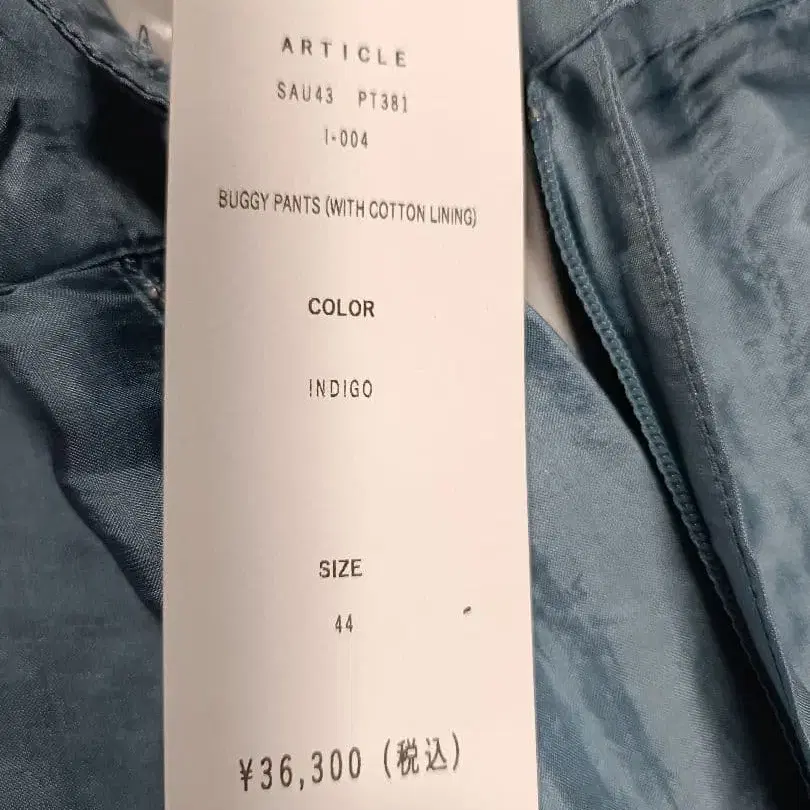 ARTICLE
SAU43 PT381
I-004
BUGGY PANTS (WITH COTTON LINING)
COLOR
INDIGO
SIZE
44
¥36,300 (税込)